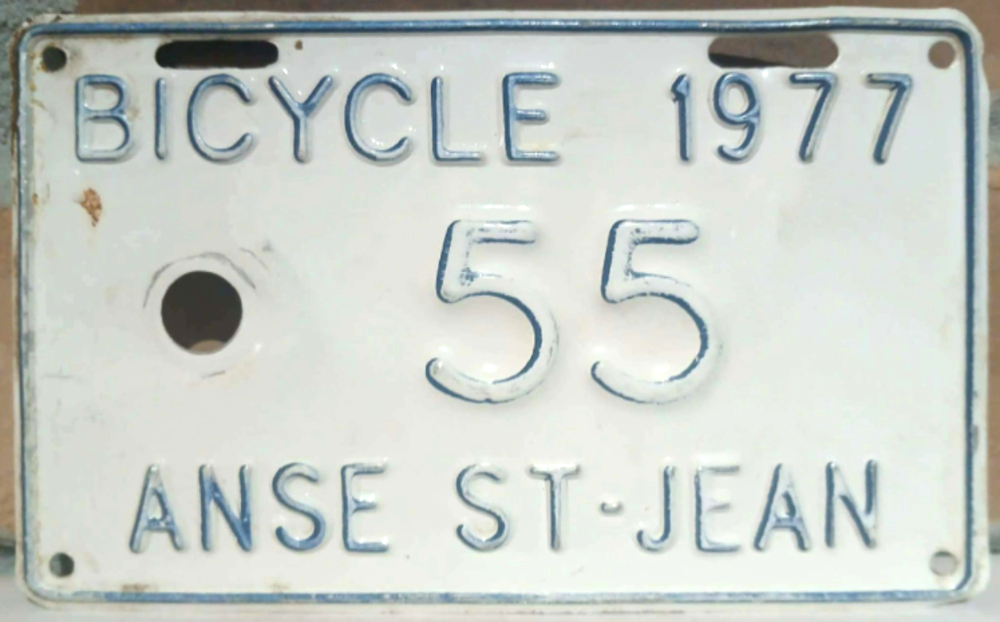 BICYCLE 1977
55
ANSE ST-JEAN